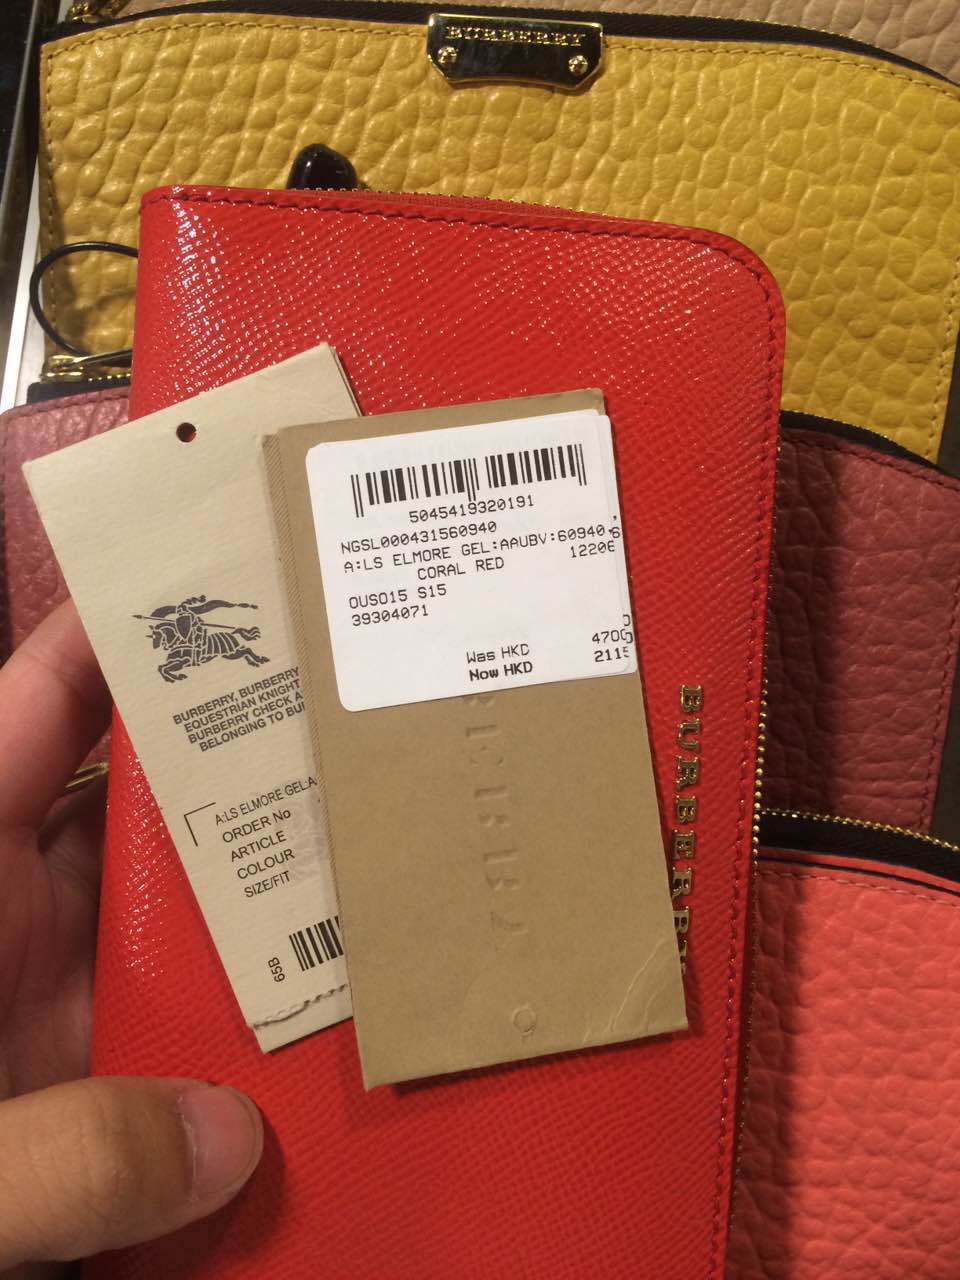 BURBERRY
5045419320191
NGSL000431560940
A:LS ELMORE GEL:AAUBV:60940,6
CORAL RED 12206
OUSO15 S15
39304071
Was HKD 4700
Now HKD 2115
BURBERRY, BURBERRY
EQUESTRIAN KNIGHT
BURBERRY CHECK A
BELONGING TO BU
A:LS ELMORE GEL:A
ORDER No
ARTICLE
COLOUR
SIZE/FIT
65B
BURBERRY